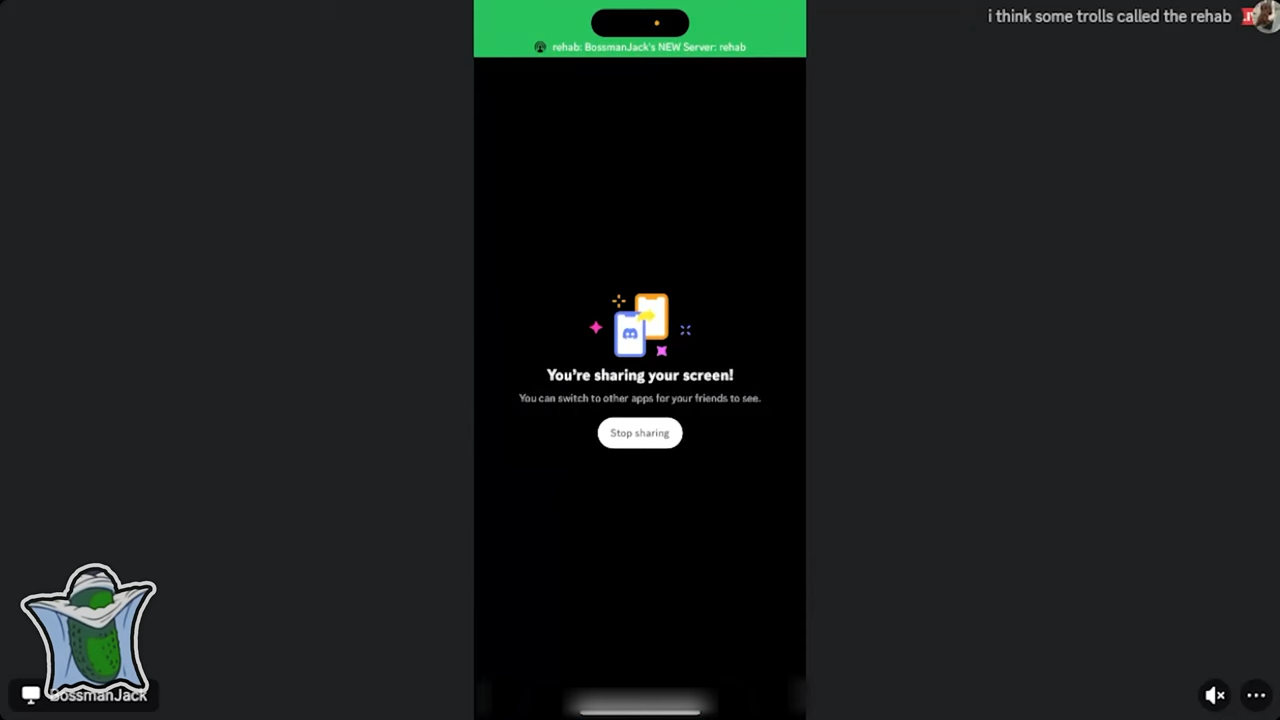 i think some trolls called the rehab
rehab: BossmanJack's NEW Server: rehab
You're sharing your screen!
You can switch to other apps for your friends to see.
Stop sharing
BossmanJack